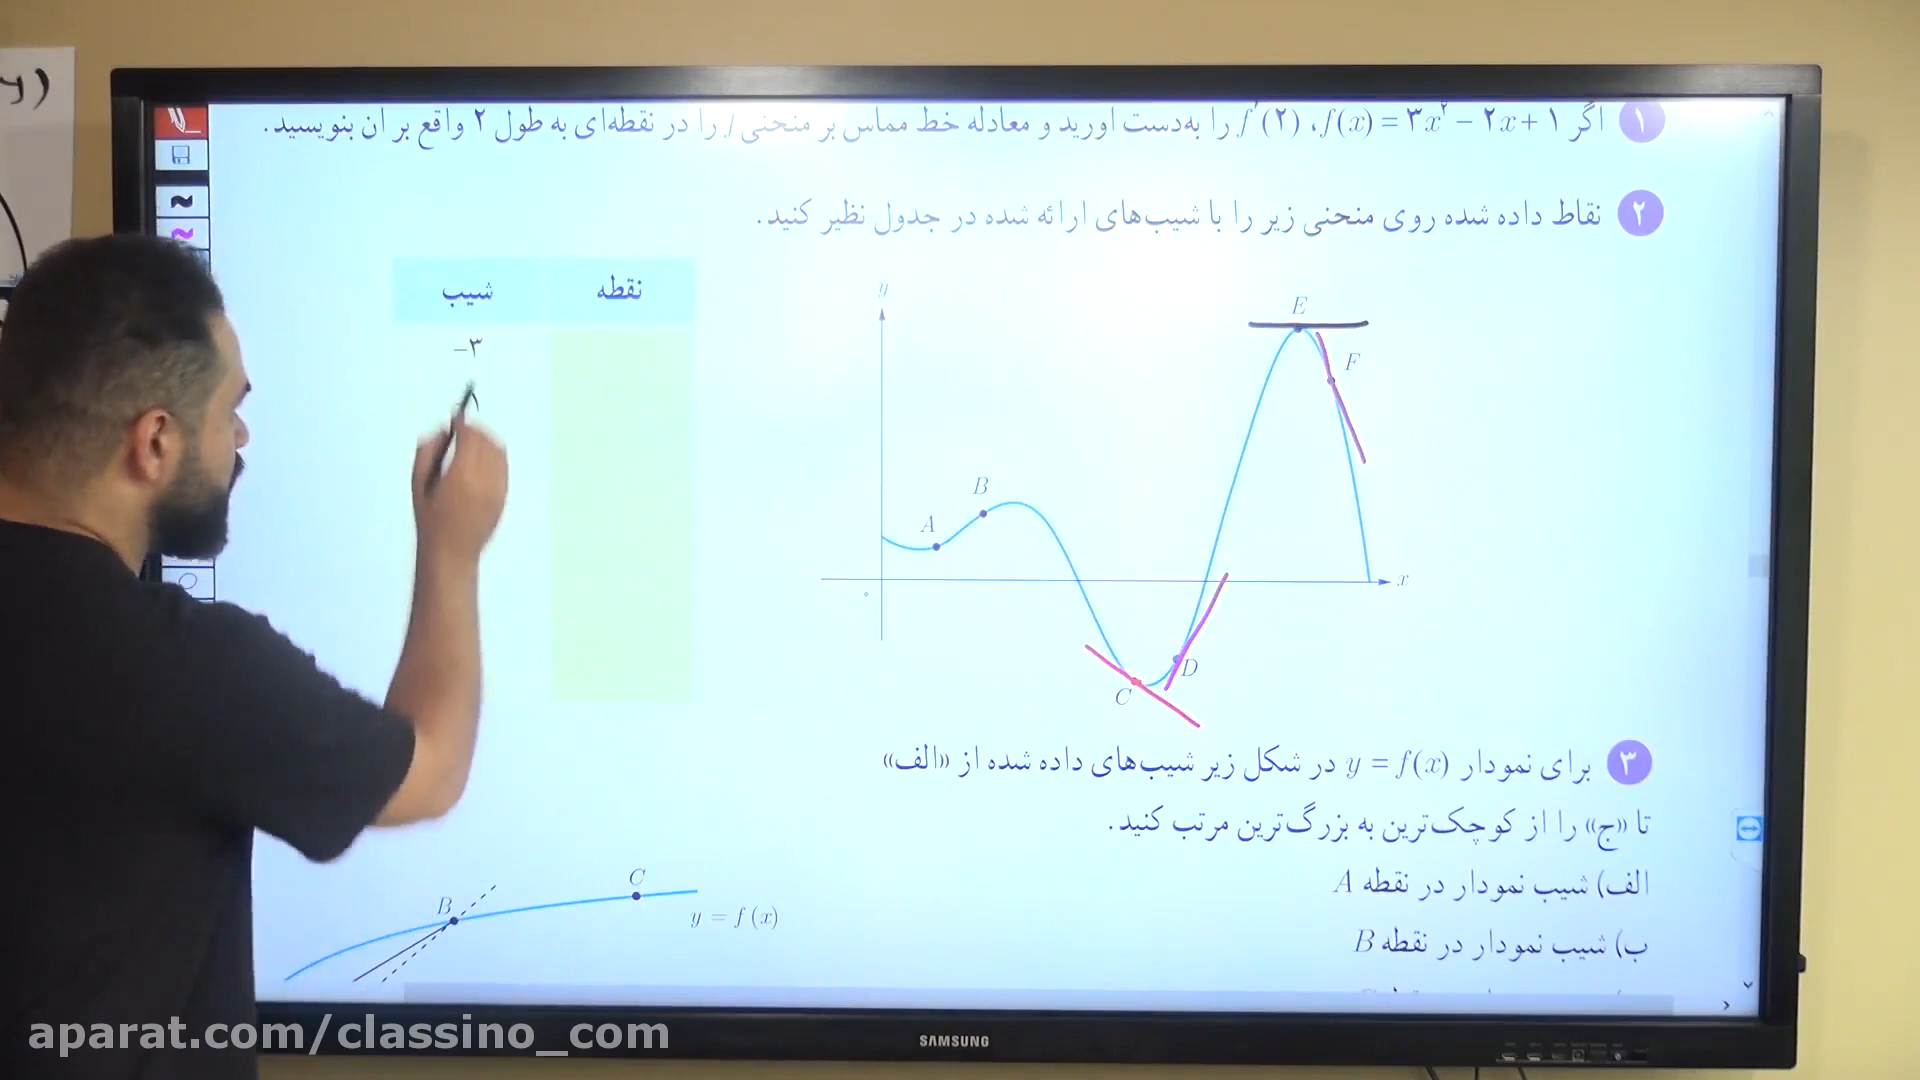 ۱ اگر f(x) = ۳x۲ − ۲x + ۱، f′(۲) را به‌دست آورید و معادله خط مماس بر منحنی f را در نقطه‌ای به طول ۲ واقع بر آن بنویسید.
۲ نقاط داده شده روی منحنی زیر را با شیب‌های ارائه شده در جدول نظیر کنید.
نقطه شیب
−۳
−۱
y
E
F
B
A
x
D
C
۳ برای نمودار y = f(x) در شکل زیر شیب‌های داده شده از «الف»
تا «ج» را از کوچک‌ترین به بزرگ‌ترین مرتب کنید.
الف) شیب نمودار در نقطه A
ب) شیب نمودار در نقطه B
C
B
y = f(x)
SAMSUNG
aparat.com/classino_com